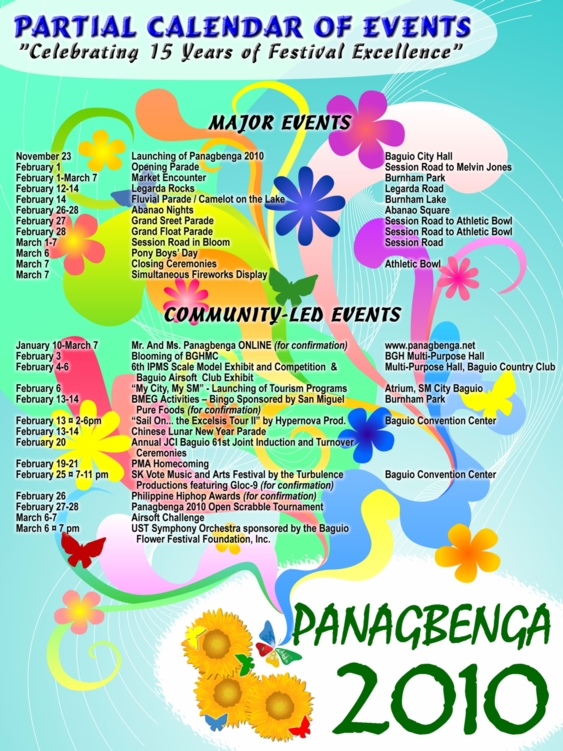 PARTIAL CALENDAR OF EVENTS
"Celebrating 15 Years of Festival Excellence"
MAJOR EVENTS
November 23 Launching of Panagbenga 2010 Baguio City Hall
February 1 Opening Parade Session Road to Melvin Jones
February 1-March 7 Market Encounter Burnham Park
February 12-14 Legarda Rocks Legarda Road
February 14 Fluvial Parade / Camelot on the Lake Burnham Lake
February 26-28 Abanao Nights Abanao Square
February 27 Grand Sreet Parade Session Road to Athletic Bowl
February 28 Grand Float Parade Session Road to Athletic Bowl
March 1-7 Session Road in Bloom Session Road
March 6 Pony Boys' Day
March 7 Closing Ceremonies Athletic Bowl
March 7 Simultaneous Fireworks Display
COMMUNITY-LED EVENTS
January 10-March 7 Mr. And Ms. Panagbenga ONLINE (for confirmation) www.panagbenga.net
February 3 Blooming of BGHMC BGH Multi-Purpose Hall
February 4-6 6th IPMS Scale Model Exhibit and Competition & Multi-Purpose Hall, Baguio Country Club
Baguio Airsoft Club Exhibit
February 6 "My City, My SM" - Launching of Tourism Programs Atrium, SM City Baguio
February 13-14 BMEG Activities – Bingo Sponsored by San Miguel Burnham Park
Pure Foods (for confirmation)
February 13 ¤ 2-6pm "Sail On... the Excelsis Tour II" by Hypernova Prod. Baguio Convention Center
February 13-14 Chinese Lunar New Year Parade
February 20 Annual JCI Baguio 61st Joint Induction and Turnover
Ceremonies
February 19-21 PMA Homecoming
February 25 ¤ 7-11 pm SK Vote Music and Arts Festival by the Turbulence Baguio Convention Center
Productions featuring Gloc-9 (for confirmation)
February 26 Philippine Hiphop Awards (for confirmation)
February 27-28 Panagbenga 2010 Open Scrabble Tournament
March 6-7 Airsoft Challenge
March 6 ¤ 7 pm UST Symphony Orchestra sponsored by the Baguio
Flower Festival Foundation, Inc.
PANAGBENGA
2010